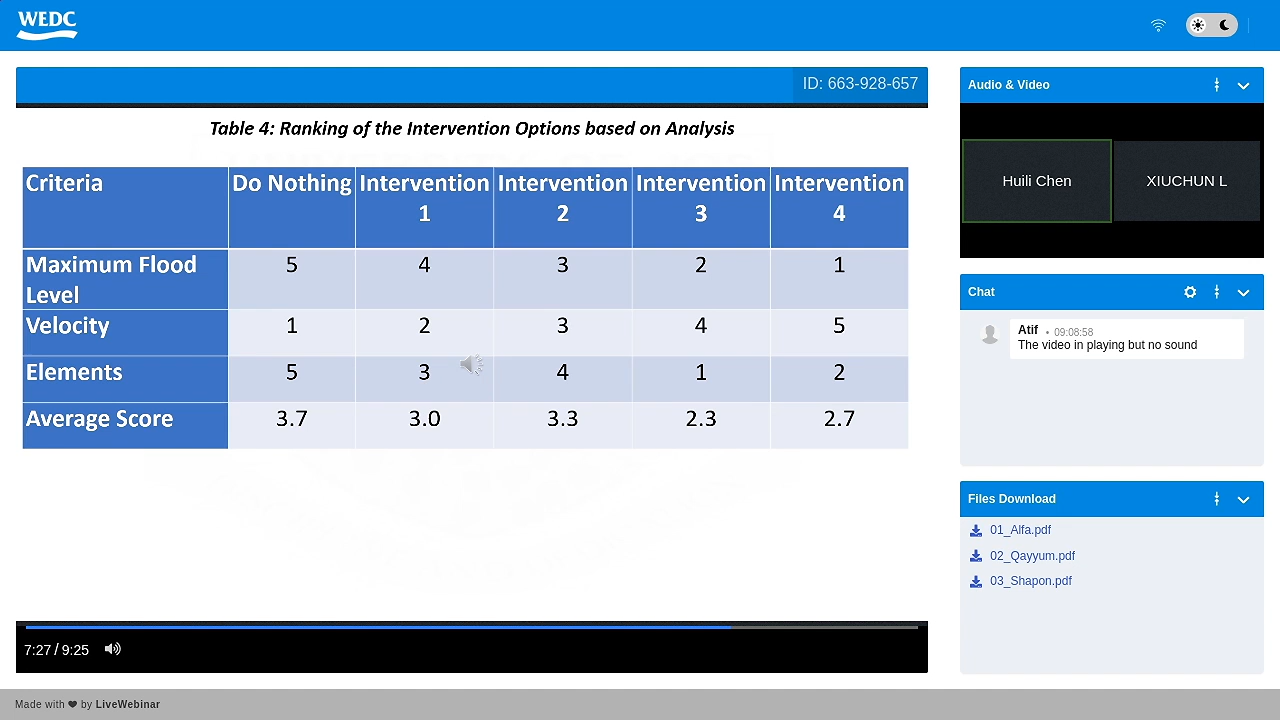 WEDC
ID: 663-928-657
Table 4: Ranking of the Intervention Options based on Analysis
Criteria Do Nothing Intervention 1 Intervention 2 Intervention 3 Intervention 4
Maximum Flood Level 5 4 3 2 1
Velocity 1 2 3 4 5
Elements 5 3 4 1 2
Average Score 3.7 3.0 3.3 2.3 2.7
7:27 / 9:25
Audio & Video
Huili Chen XIUCHUN L
Chat
Atif • 09:08:58
The video in playing but no sound
Files Download
01_Alfa.pdf
02_Qayyum.pdf
03_Shapon.pdf
Made with ❤ by LiveWebinar